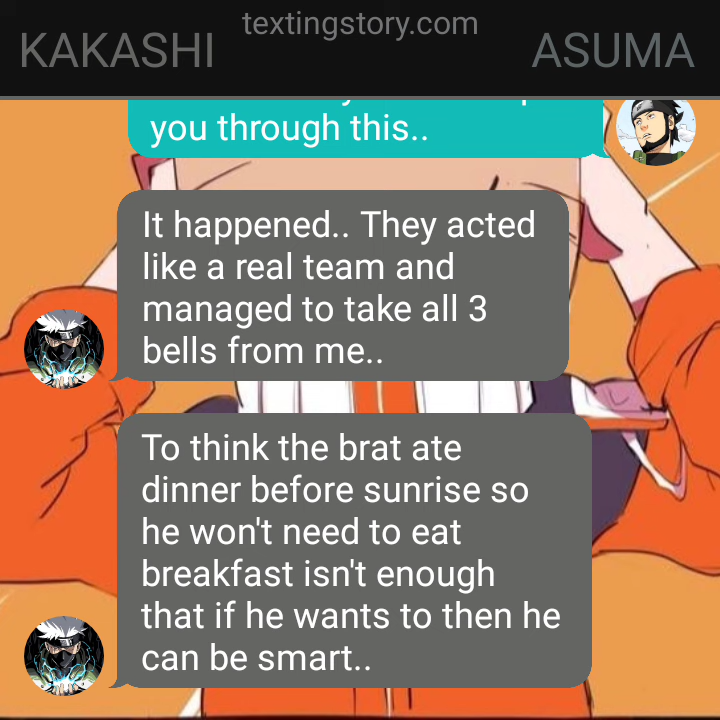 textingstory.com
KAKASHI
ASUMA
you through this..
It happened.. They acted
like a real team and
managed to take all 3
bells from me..
To think the brat ate
dinner before sunrise so
he won't need to eat
breakfast isn't enough
that if he wants to then he
can be smart..